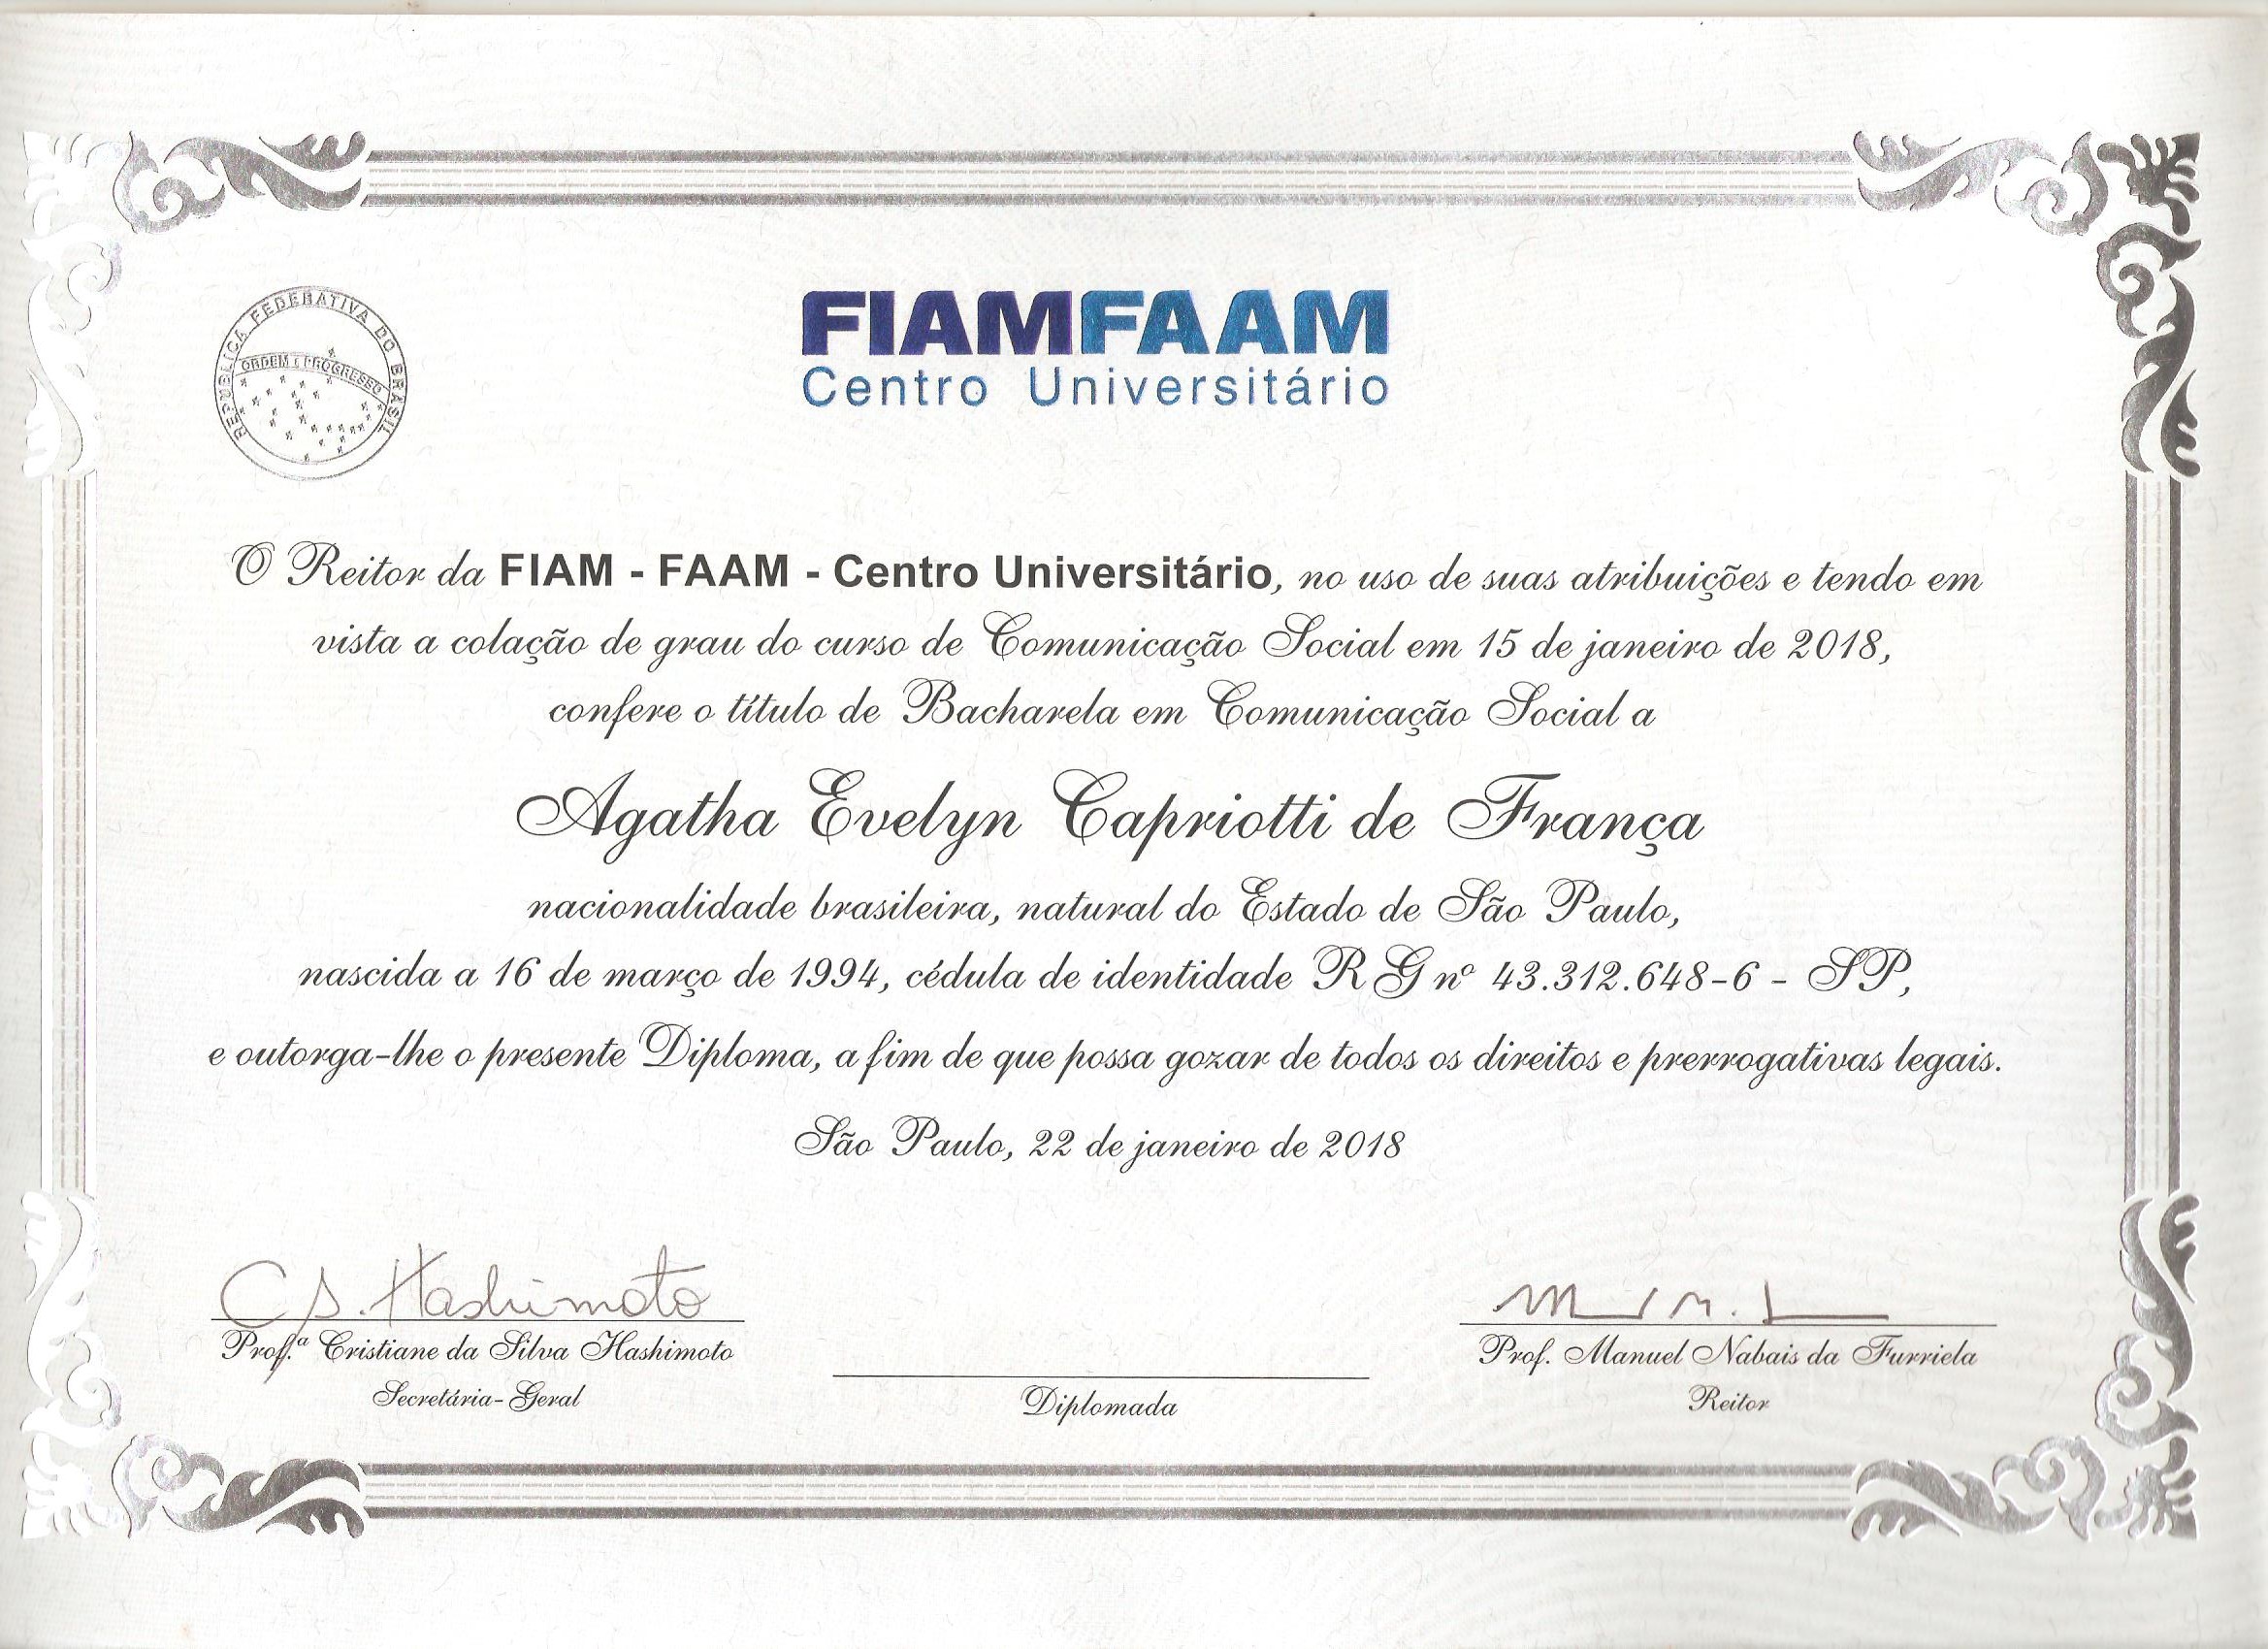 REPÚBLICA FEDERATIVA DO BRASIL
ORDEM E PROGRESSO
FIAMFAAM
Centro Universitário
O Reitor da FIAM - FAAM - Centro Universitário, no uso de suas atribuições e tendo em
vista a colação de grau do curso de Comunicação Social em 15 de janeiro de 2018,
confere o título de Bacharela em Comunicação Social a
Agatha Evelyn Capriotti de França
nacionalidade brasileira, natural do Estado de São Paulo,
nascida a 16 de março de 1994, cédula de identidade RG nº 43.312.648-6 - SP,
e outorga-lhe o presente Diploma, a fim de que possa gozar de todos os direitos e prerrogativas legais.
São Paulo, 22 de janeiro de 2018
C S. Hashimoto
Prof.ª Cristiane da Silva Hashimoto
Secretária-Geral
Diplomada
Prof. Manuel Nabais da Furriela
Reitor